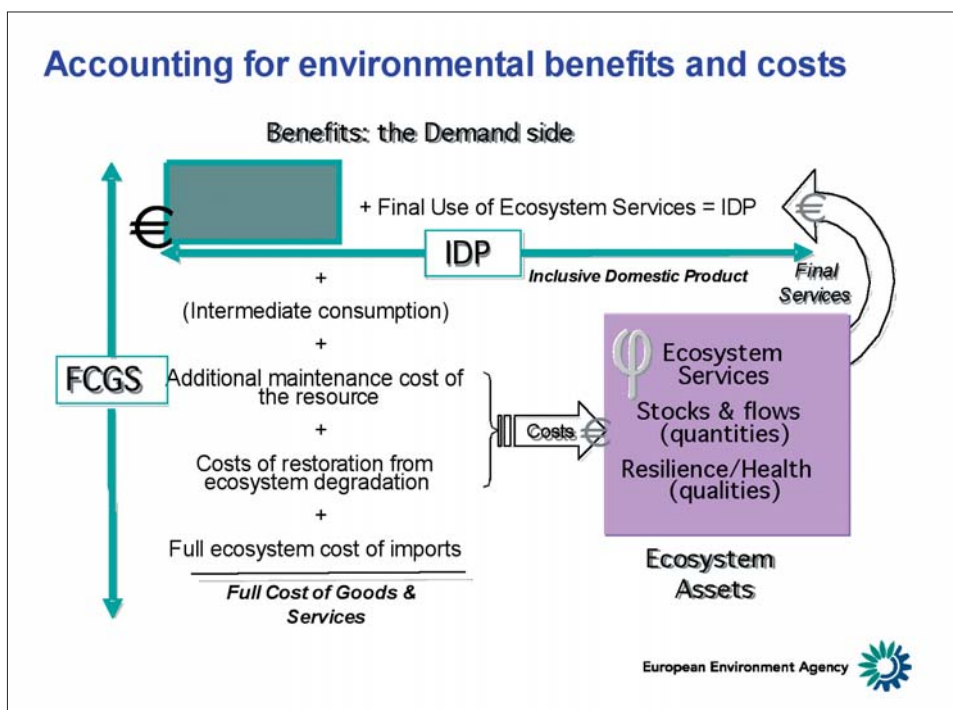 Accounting for environmental benefits and costs
Benefits: the Demand side
€
+ Final Use of Ecosystem Services = IDP
€
IDP
Inclusive Domestic Product
Final
Services
+
(Intermediate consumption)
+
FCGS
Additional maintenance cost of
the resource
+
Costs of restoration from
ecosystem degradation
+
Full ecosystem cost of imports
Full Cost of Goods &
Services
Costs €
φ
Ecosystem
Services
Stocks & flows
(quantities)
Resilience/Health
(qualities)
Ecosystem
Assets
European Environment Agency